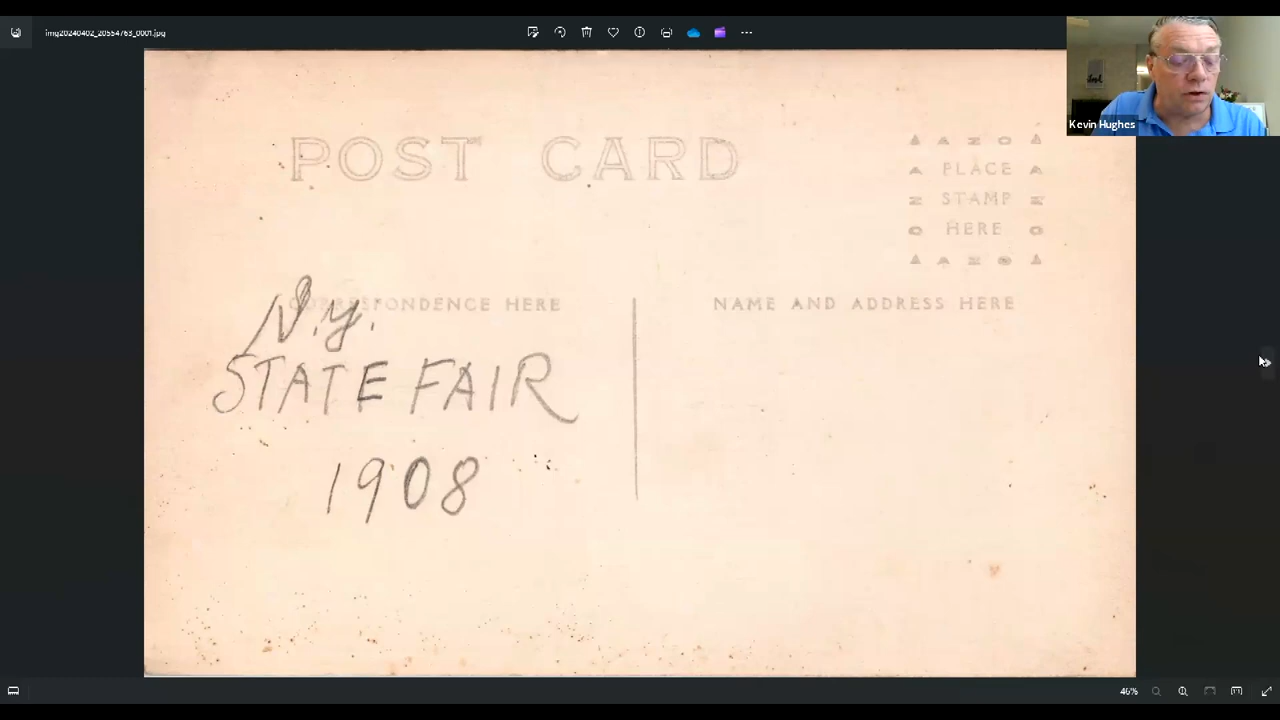 img20240402_20554763_0001.jpg
Kevin Hughes
POST CARD
▲ A Z O ▲
A PLACE A
Z STAMP Z
O HERE O
▲ A Z O ▲
CORRESPONDENCE HERE
NAME AND ADDRESS HERE
N.Y.
STATE FAIR
1908
46%